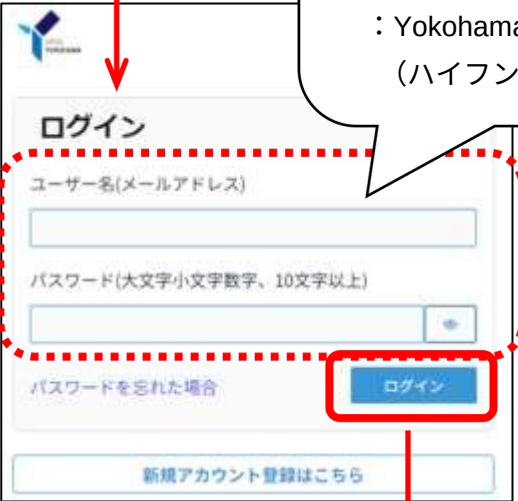 ：Yokohama
（ハイフン
YOKOHAMA
ログイン
ユーザー名(メールアドレス)
パスワード(大文字小文字数字、10文字以上)
パスワードを忘れた場合
ログイン
新規アカウント登録はこちら